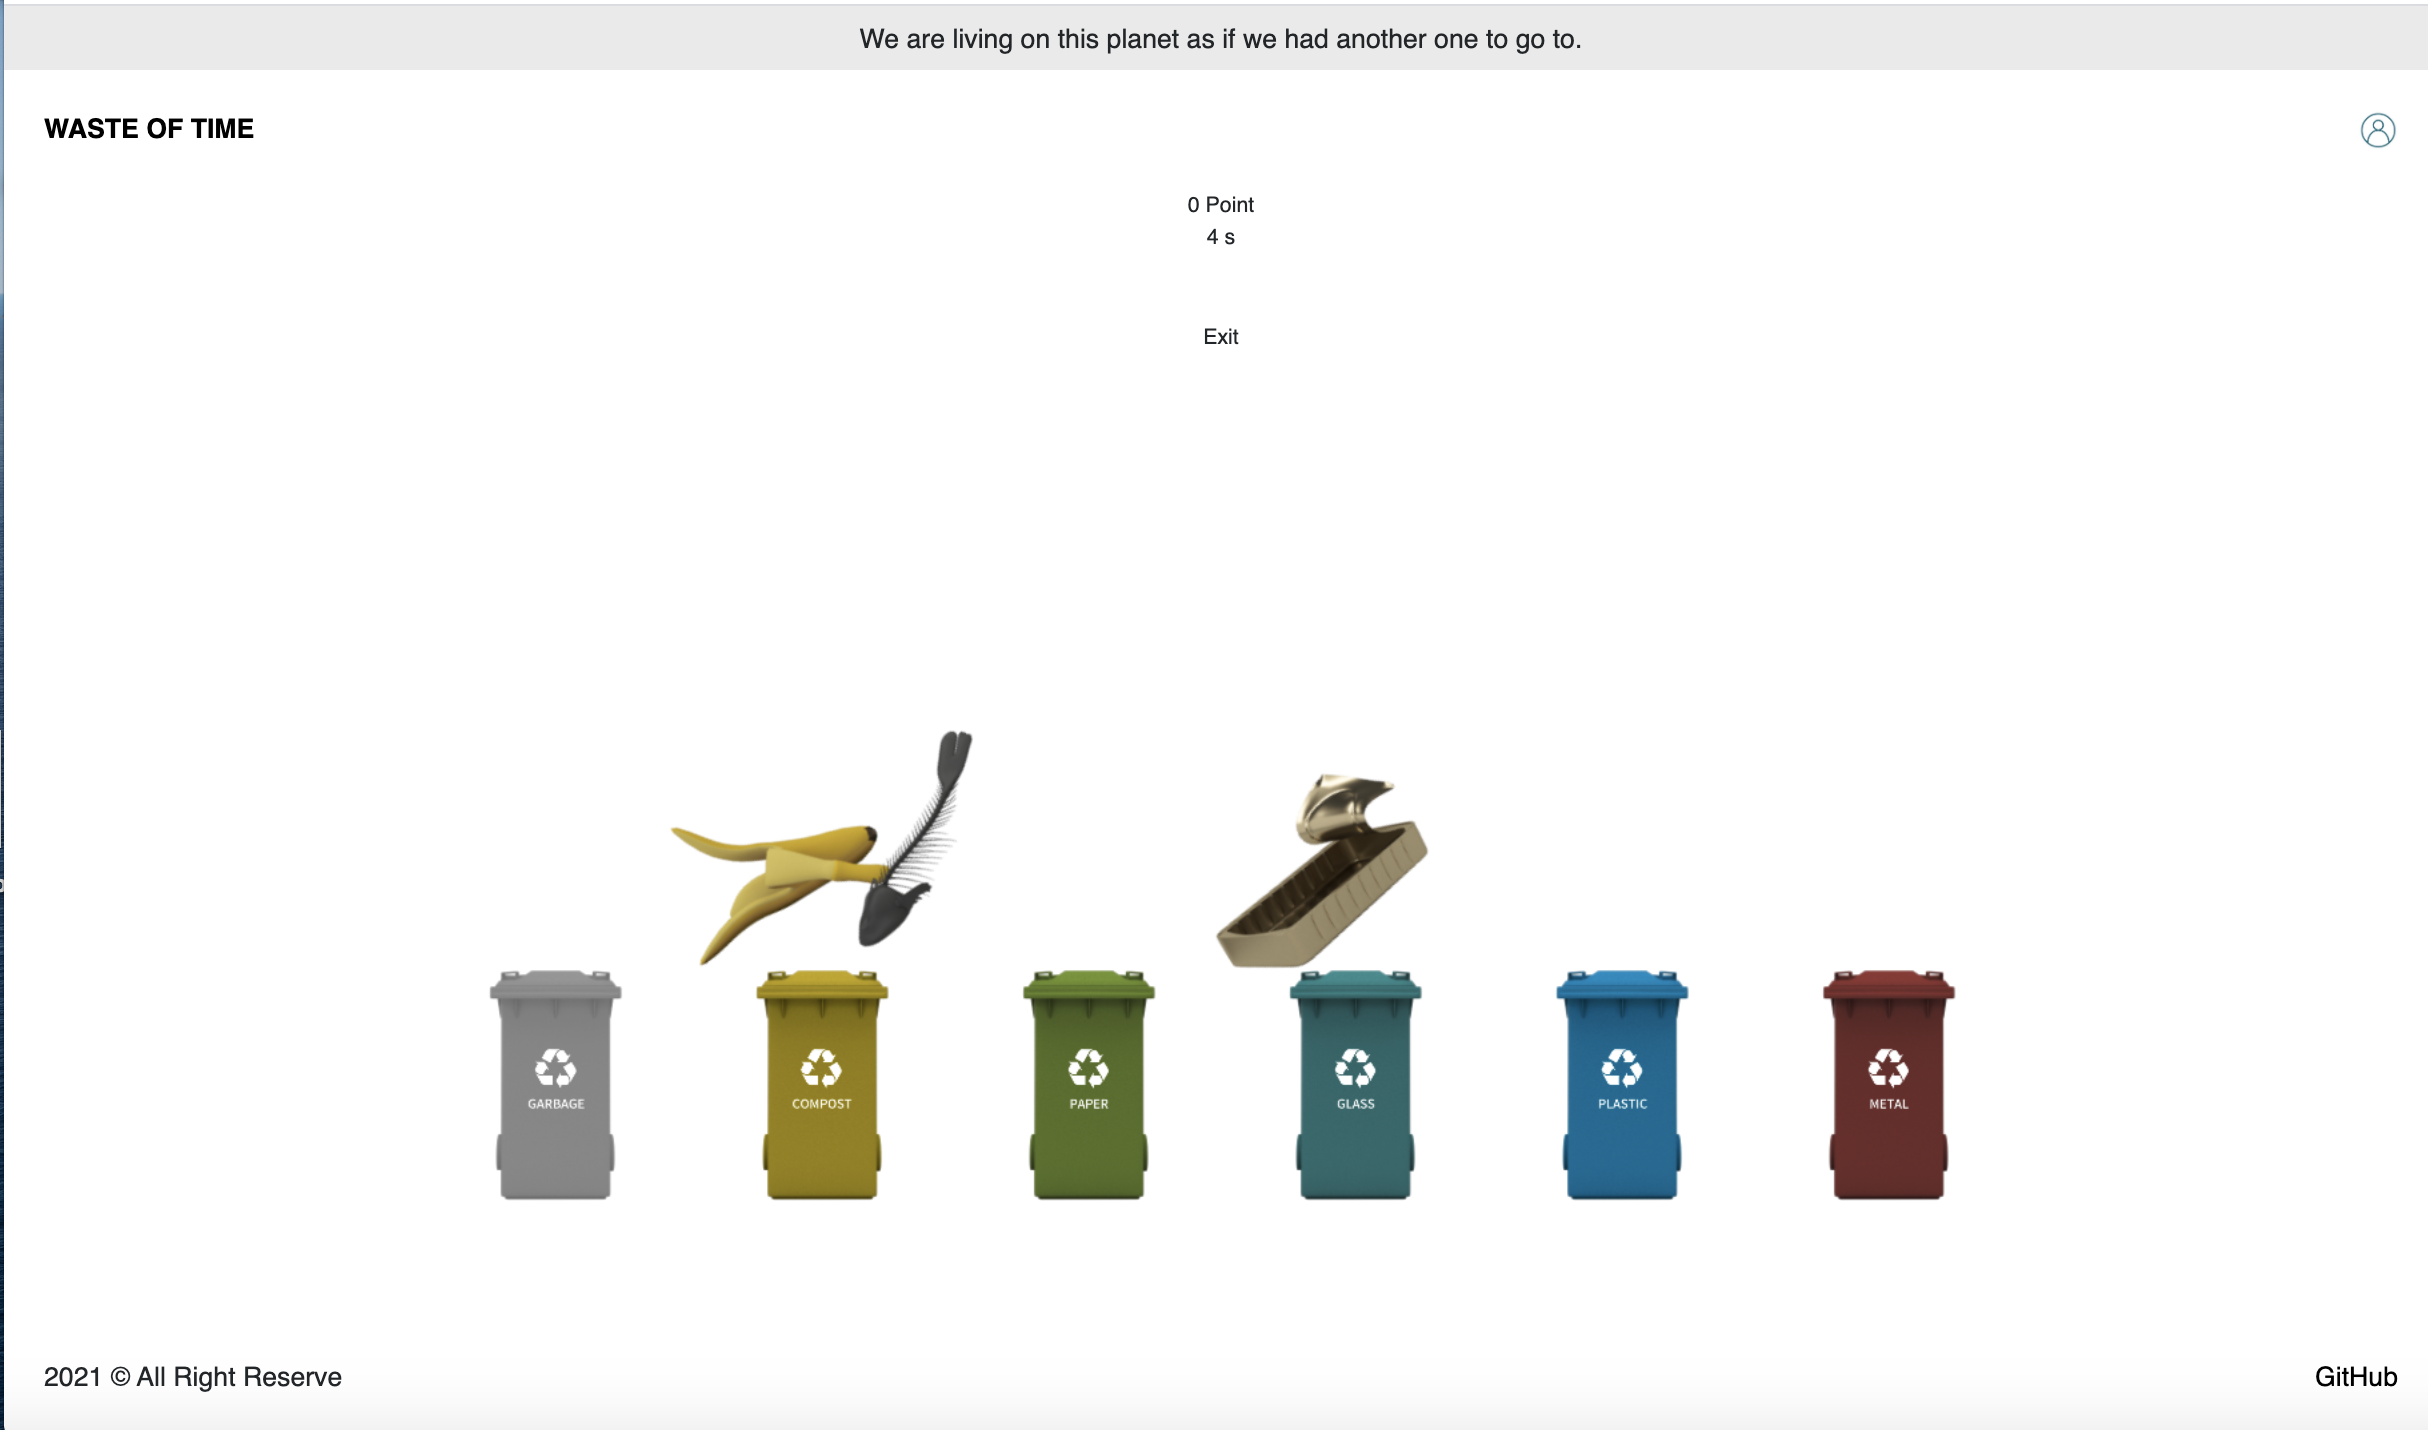 We are living on this planet as if we had another one to go to.
WASTE OF TIME
0 Point
4 s
Exit
GARBAGE
COMPOST
PAPER
GLASS
PLASTIC
METAL
2021 © All Right Reserve
GitHub